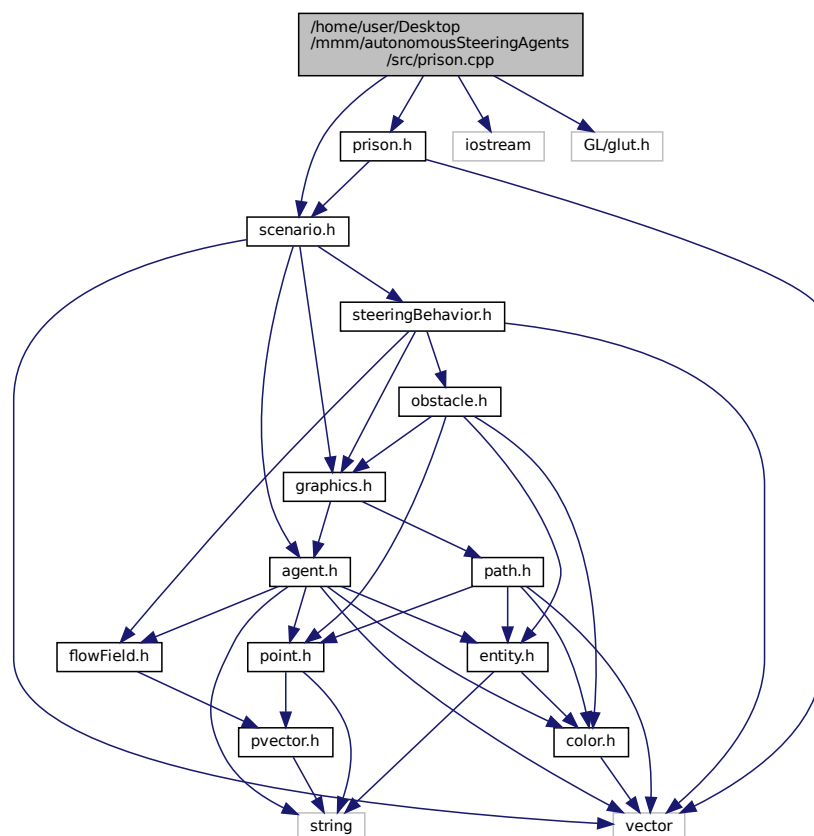 /home/user/Desktop
/mmm/autonomousSteeringAgents
/src/prison.cpp
prison.h
iostream
GL/glut.h
scenario.h
steeringBehavior.h
obstacle.h
graphics.h
agent.h
path.h
flowField.h
point.h
entity.h
pvector.h
color.h
string
vector